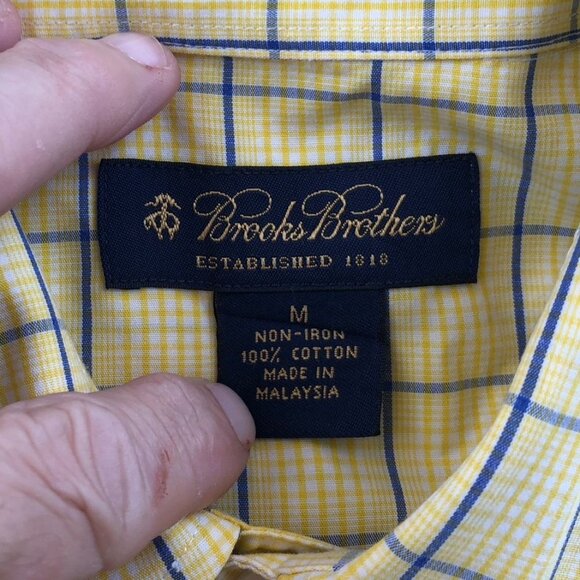 Brooks Brothers
ESTABLISHED 1818
M
NON-IRON
100% COTTON
MADE IN
MALAYSIA